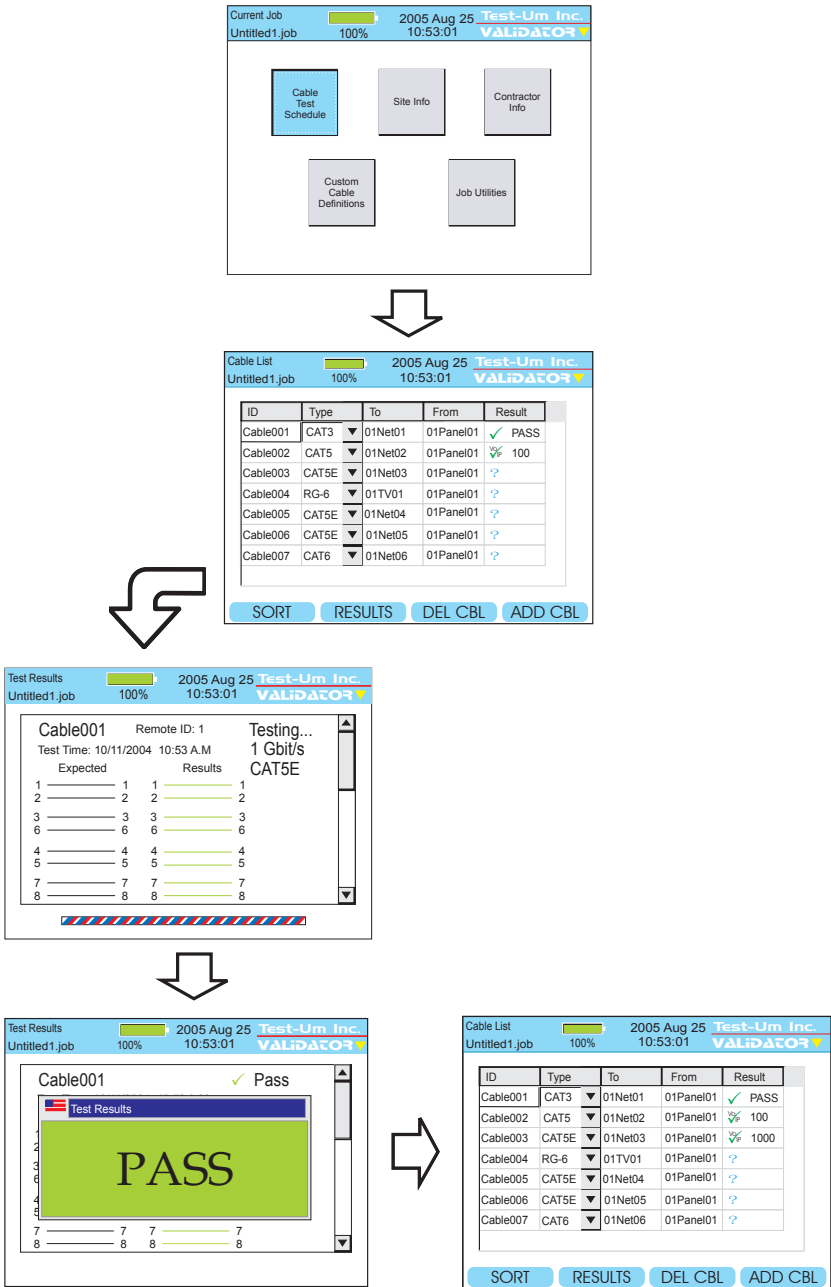 Current Job 2005 Aug 25 Test-Um Inc.
Untitled1.job 100% 10:53:01 VALIDATOR
Cable
Test
Schedule
Site Info
Contractor
Info
Custom
Cable
Definitions
Job Utilities
Cable List 2005 Aug 25 Test-Um Inc.
Untitled1.job 100% 10:53:01 VALIDATOR
ID Type To From Result
Cable001 CAT3 01Net01 01Panel01 ✓ PASS
Cable002 CAT5 01Net02 01Panel01 VoIP 100
Cable003 CAT5E 01Net03 01Panel01 ?
Cable004 RG-6 01TV01 01Panel01 ?
Cable005 CAT5E 01Net04 01Panel01 ?
Cable006 CAT5E 01Net05 01Panel01 ?
Cable007 CAT6 01Net06 01Panel01 ?
SORT RESULTS DEL CBL ADD CBL
Test Results 2005 Aug 25 Test-Um Inc.
Untitled1.job 100% 10:53:01 VALIDATOR
Cable001 Remote ID: 1 Testing...
Test Time: 10/11/2004 10:53 A.M 1 Gbit/s
Expected Results CAT5E
1 1 1 1
2 2 2 2
3 3 3 3
6 6 6 6
4 4 4 4
5 5 5 5
7 7 7 7
8 8 8 8
Test Results 2005 Aug 25 Test-Um Inc.
Untitled1.job 100% 10:53:01 VALIDATOR
Cable001 ✓ Pass
Test Results
PASS
7 7 7 7
8 8 8 8
Cable List 2005 Aug 25 Test-Um Inc.
Untitled1.job 100% 10:53:01 VALIDATOR
ID Type To From Result
Cable001 CAT3 01Net01 01Panel01 ✓ PASS
Cable002 CAT5 01Net02 01Panel01 VoIP 100
Cable003 CAT5E 01Net03 01Panel01 VoIP 1000
Cable004 RG-6 01TV01 01Panel01 ?
Cable005 CAT5E 01Net04 01Panel01 ?
Cable006 CAT5E 01Net05 01Panel01 ?
Cable007 CAT6 01Net06 01Panel01 ?
SORT RESULTS DEL CBL ADD CBL